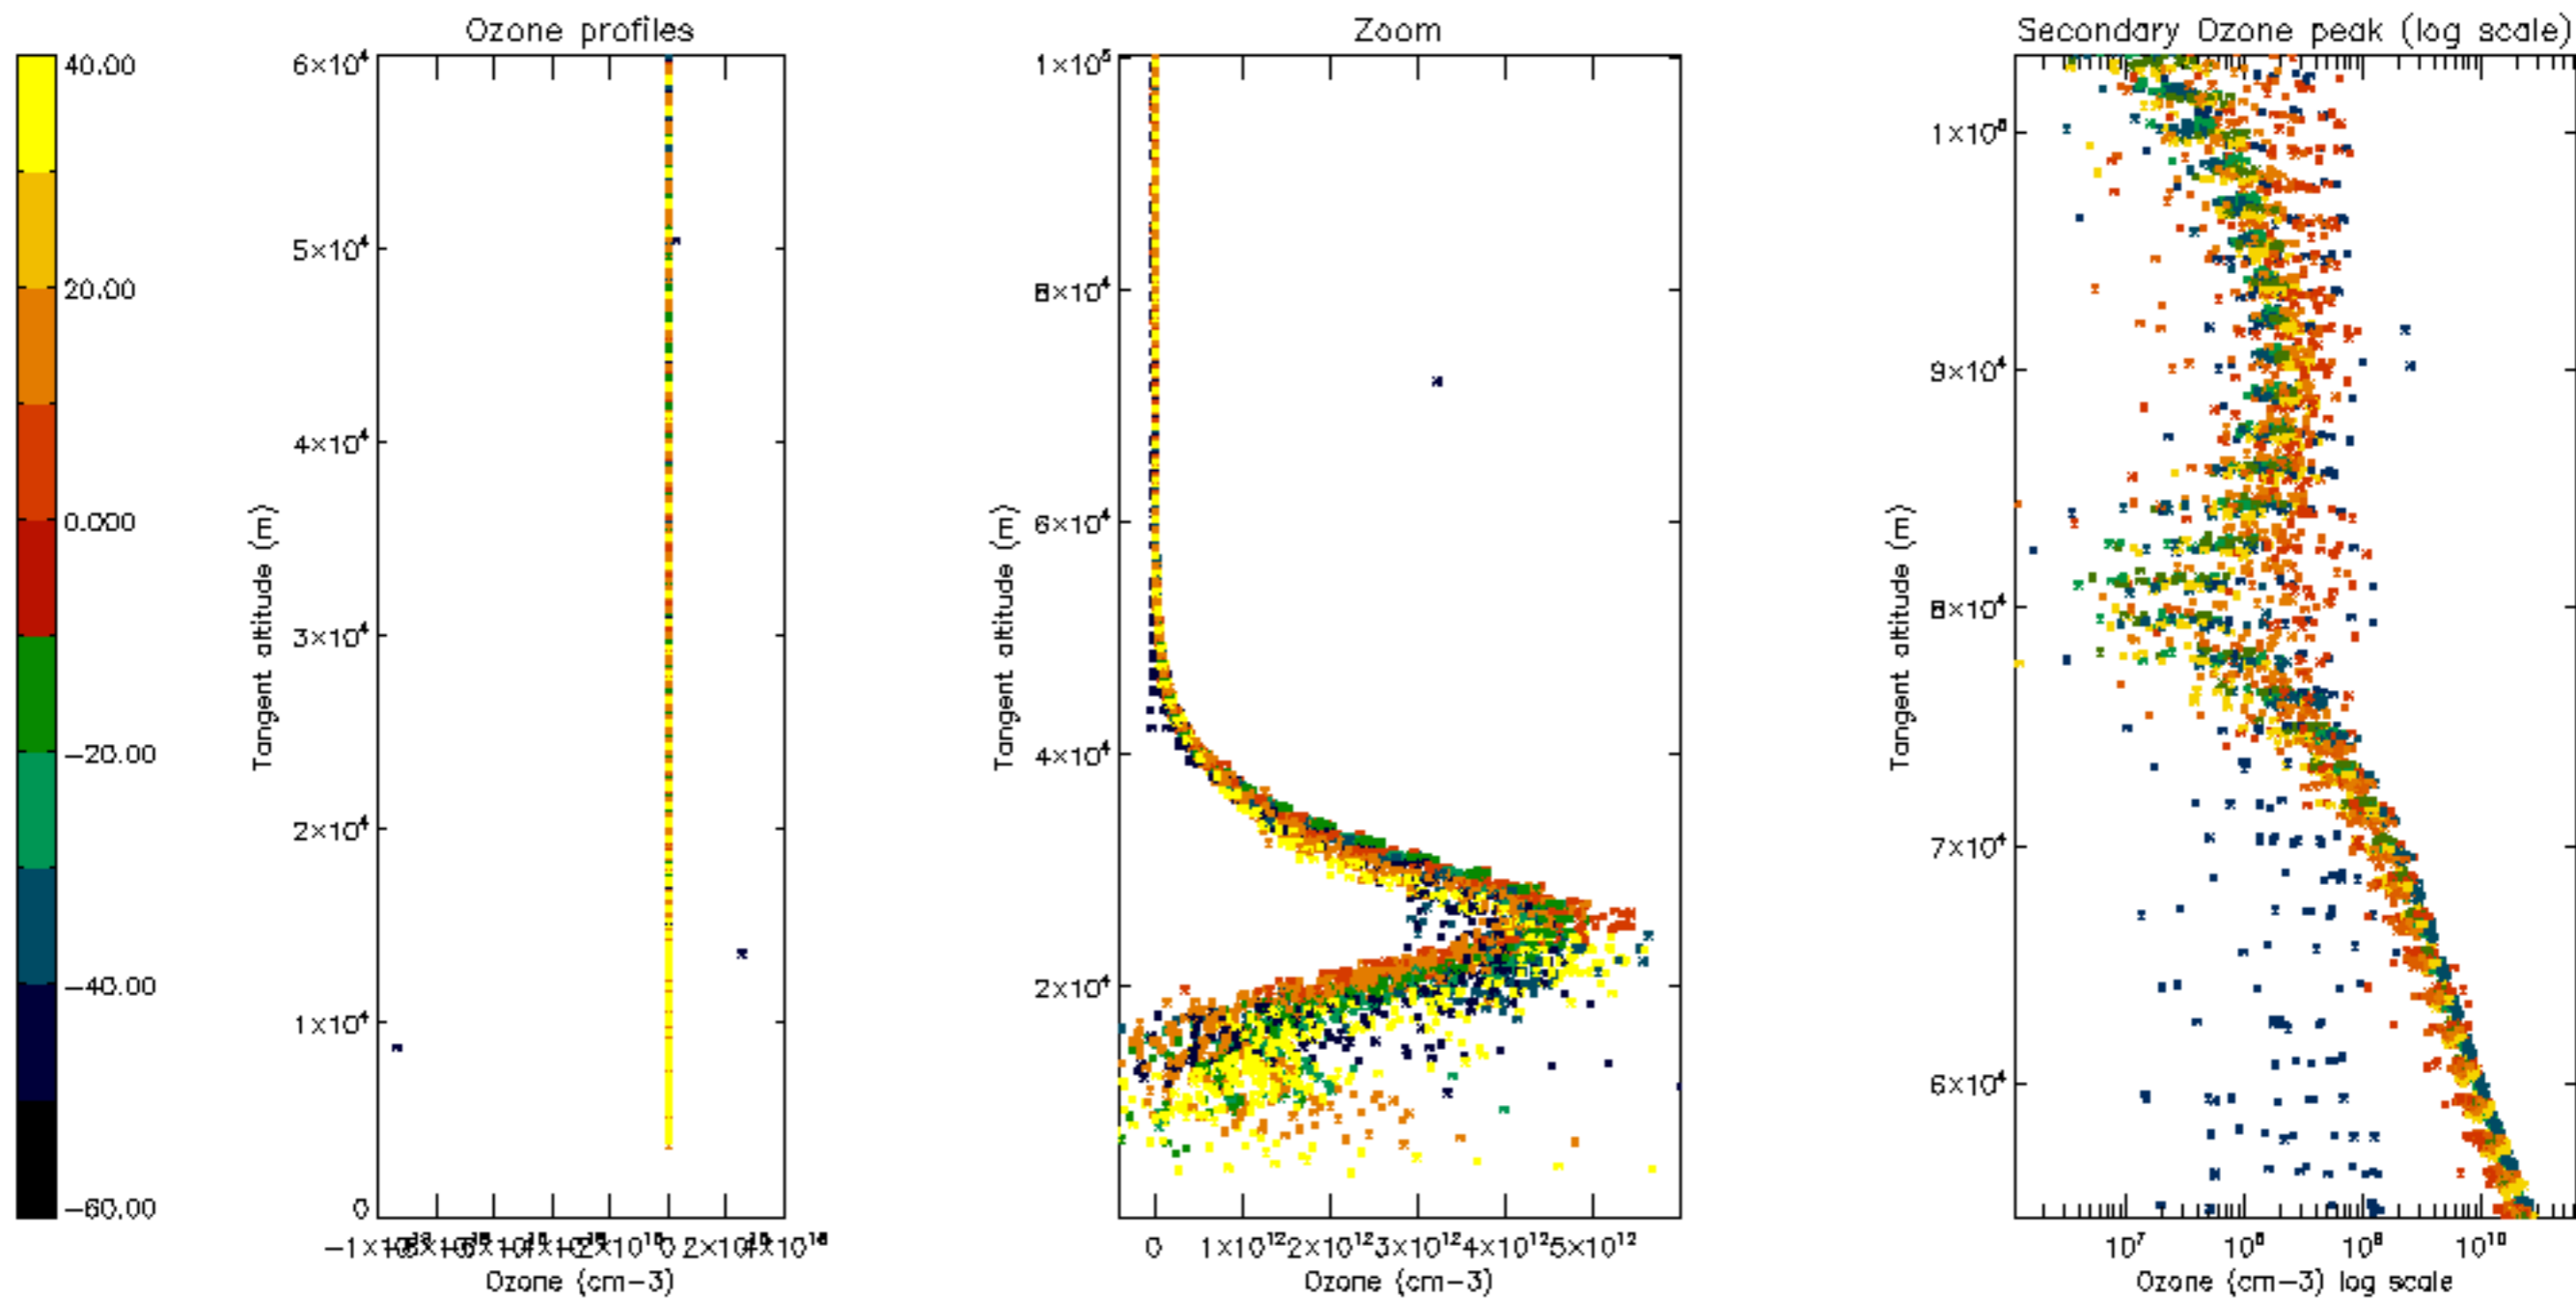 Ozone profiles
Zoom
Secondary Ozone peak (log scale)
40.00
20.00
0.000
−20.00
−40.00
−60.00
Tangent altitude (m)
6×10⁴
5×10⁴
4×10⁴
3×10⁴
2×10⁴
1×10⁴
0
0 2×10¹⁵
Ozone (cm−3)
Tangent altitude (m)
1×10⁵
8×10⁴
6×10⁴
4×10⁴
2×10⁴
0 1×10¹² 2×10¹² 3×10¹² 4×10¹² 5×10¹²
Ozone (cm−3)
Tangent altitude (m)
9×10⁴
8×10⁴
7×10⁴
6×10⁴
10⁷ 10⁸ 10⁹ 10¹⁰
Ozone (cm−3) log scale